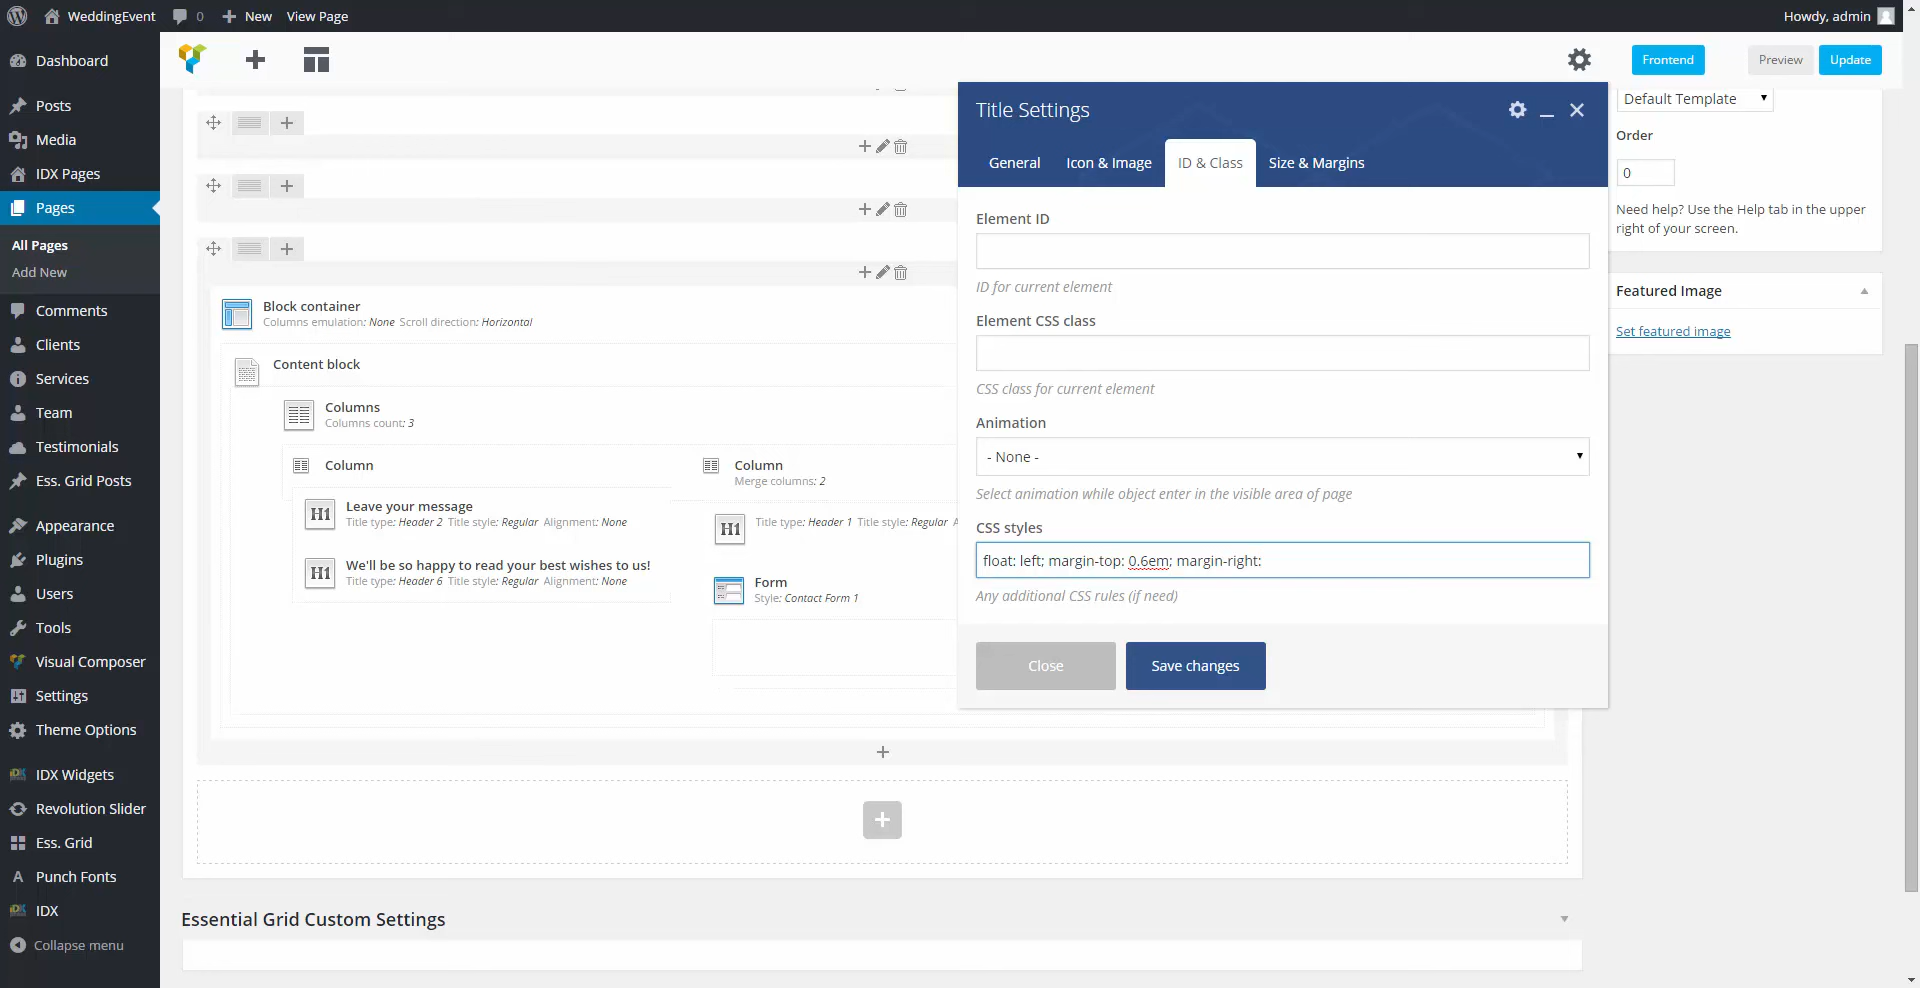 WeddingEvent
0
New
View Page
Howdy, admin
Dashboard
Posts
Media
IDX Pages
Pages
All Pages
Add New
Comments
Clients
Services
Team
Testimonials
Ess. Grid Posts
Appearance
Plugins
Users
Tools
Visual Composer
Settings
Theme Options
IDX Widgets
Revolution Slider
Ess. Grid
Punch Fonts
IDX
Collapse menu
Frontend
Preview
Update
Block container
Columns emulation: None Scroll direction: Horizontal
Content block
Columns
Columns count: 3
Column
H1
Leave your message
Title type: Header 2 Title style: Regular Alignment: None
H1
We'll be so happy to read your best wishes to us!
Title type: Header 6 Title style: Regular Alignment: None
Column
Merge columns: 2
H1
Title type: Header 1 Title style: Regular
Form
Style: Contact Form 1
Essential Grid Custom Settings
Title Settings
General
Icon & Image
ID & Class
Size & Margins
Element ID
ID for current element
Element CSS class
CSS class for current element
Animation
- None -
Select animation while object enter in the visible area of page
CSS styles
float: left; margin-top: 0.6em; margin-right:
Any additional CSS rules (if need)
Close
Save changes
Default Template
Order
0
Need help? Use the Help tab in the upper
right of your screen.
Featured Image
Set featured image